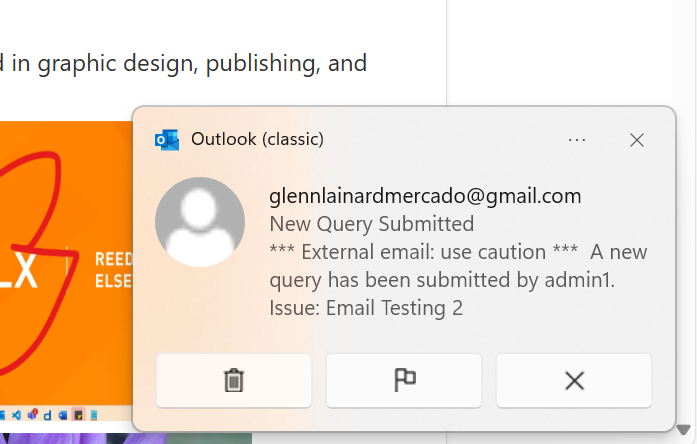 d in graphic design, publishing, and
Outlook (classic)
glennlainardmercado@gmail.com
New Query Submitted
*** External email: use caution ***  A new
query has been submitted by admin1.
Issue: Email Testing 2
LX
REED
ELSE